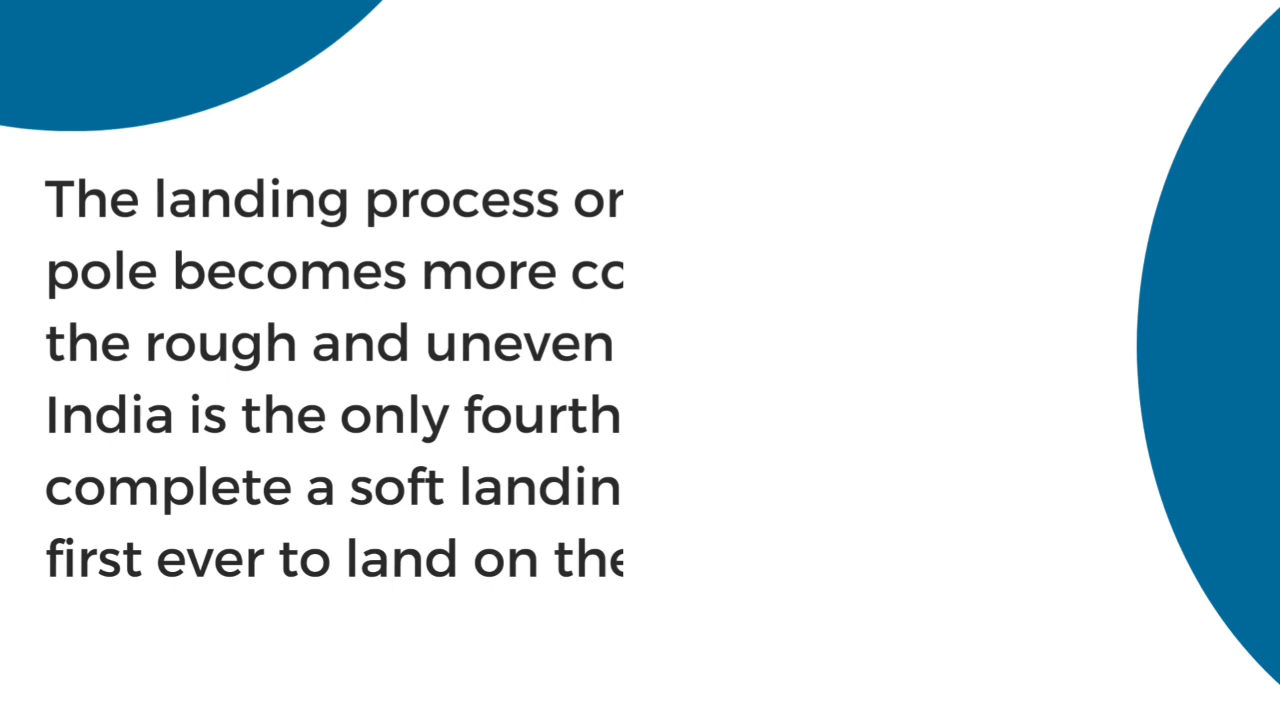 The landing process
pole becomes more
the rough and uneven
India is the only fourth
complete a soft
first ever to land on